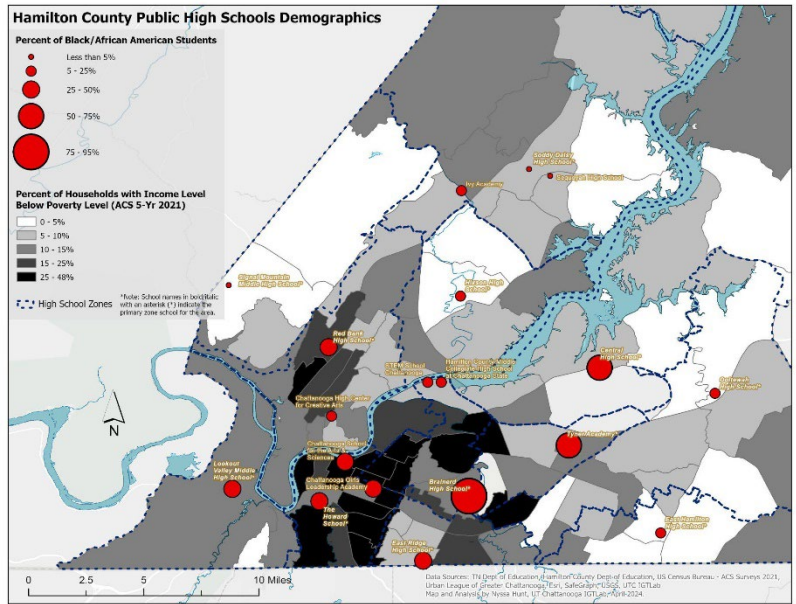 Hamilton County Public High Schools Demographics
Percent of Black/African American Students
Less than 5%
5 - 25%
25 - 50%
50 - 75%
75 - 95%
Percent of Households with Income Level
Below Poverty Level (ACS 5-Yr 2021)
0 - 5%
5 - 10%
10 - 15%
15 - 25%
25 - 48%
High School Zones
*Note: School names in bold italic
with an asterisk (*) indicate the
primary zone school for the area.
Soddy Daisy
High School*
High School
Ivy Academy
Signal Mountain
Middle High School*
Hixson High
School*
Red Bank
High School*
STEM School
Chattanooga
Hamilton County
Collegiate High School
at Chattanooga State
Central
High School*
Ooltewah
High School*
Chattanooga High Center
for Creative Arts
Tyner Academy*
Chattanooga School
for the Arts &
Sciences
Lookout
Valley Middle
High School*
Chattanooga Girls
Leadership Academy
Brainerd
High School*
The
Howard
School*
East Hamilton
High School*
East Ridge
High School*
N
0 2.5 5 10 Miles
Data Sources: TN Dept of Education, Hamilton County Dept of Education, US Census Bureau - ACS Surveys 2021,
Urban League of Greater Chattanooga, Esri, SafeGraph, USGS, UTC IGTLab
Map and Analysis by Nyssa Hunt, UT Chattanooga IGTLab, April-2024.